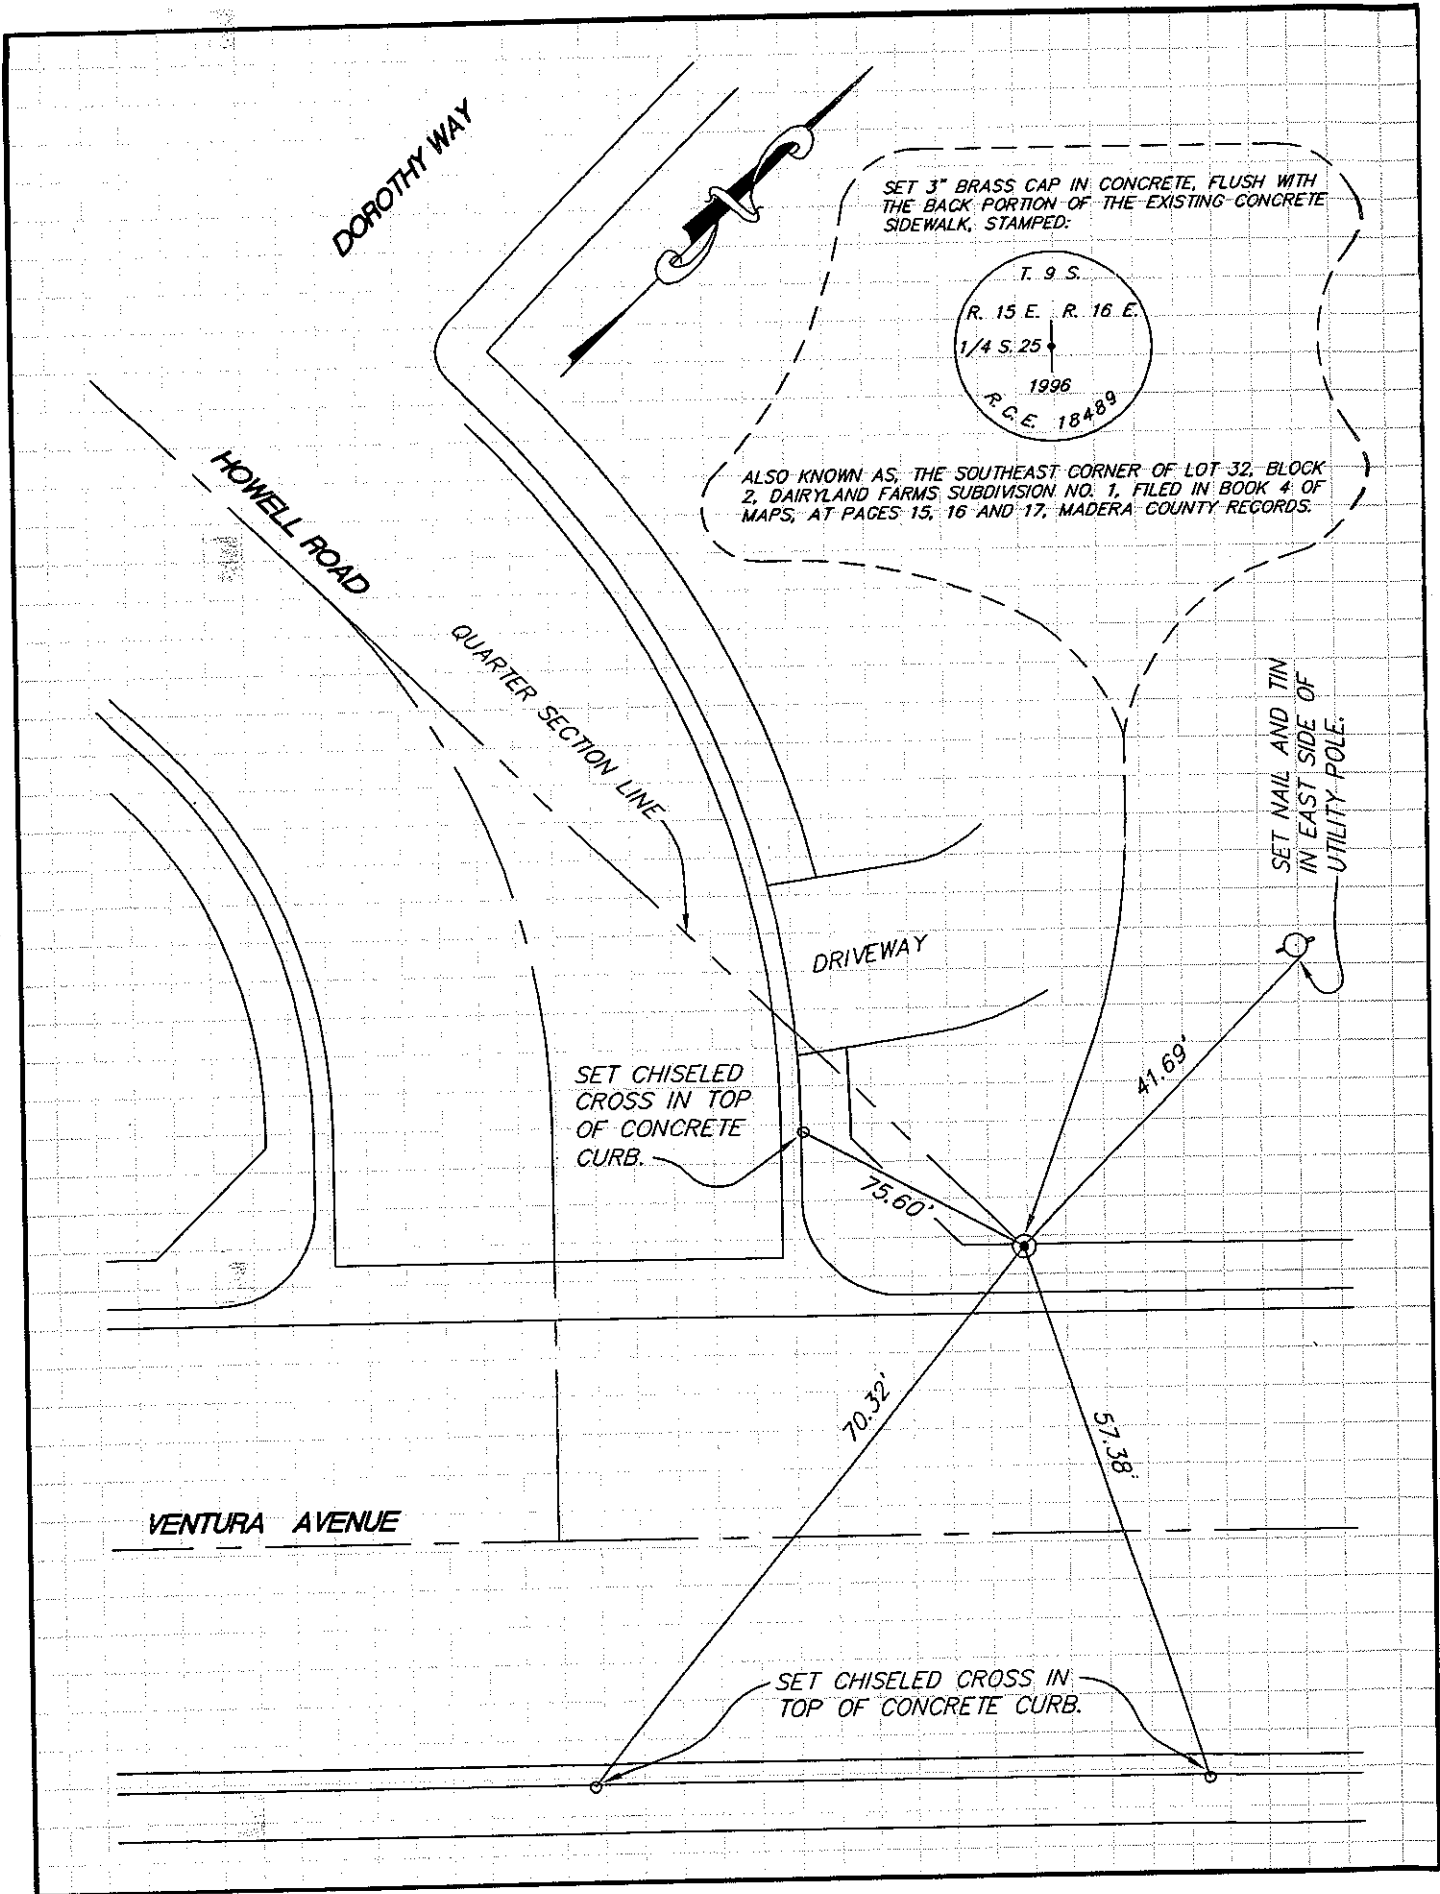 DOROTHY WAY
SET 3" BRASS CAP IN CONCRETE, FLUSH WITH
THE BACK PORTION OF THE EXISTING CONCRETE
SIDEWALK, STAMPED:
T. 9 S.
R. 15 E. R. 16 E.
1/4 S. 25
1996
R.C.E. 18489
ALSO KNOWN AS, THE SOUTHEAST CORNER OF LOT 32, BLOCK
2, DAIRYLAND FARMS SUBDIVISION NO. 1, FILED IN BOOK 4 OF
MAPS, AT PAGES 15, 16 AND 17, MADERA COUNTY RECORDS.
HOWELL ROAD
QUARTER SECTION LINE
SET NAIL AND TIN
IN EAST SIDE OF
UTILITY POLE.
DRIVEWAY
SET CHISELED
CROSS IN TOP
OF CONCRETE
CURB.
41.69'
75.60'
70.32'
57.38'
VENTURA AVENUE
SET CHISELED CROSS IN
TOP OF CONCRETE CURB.